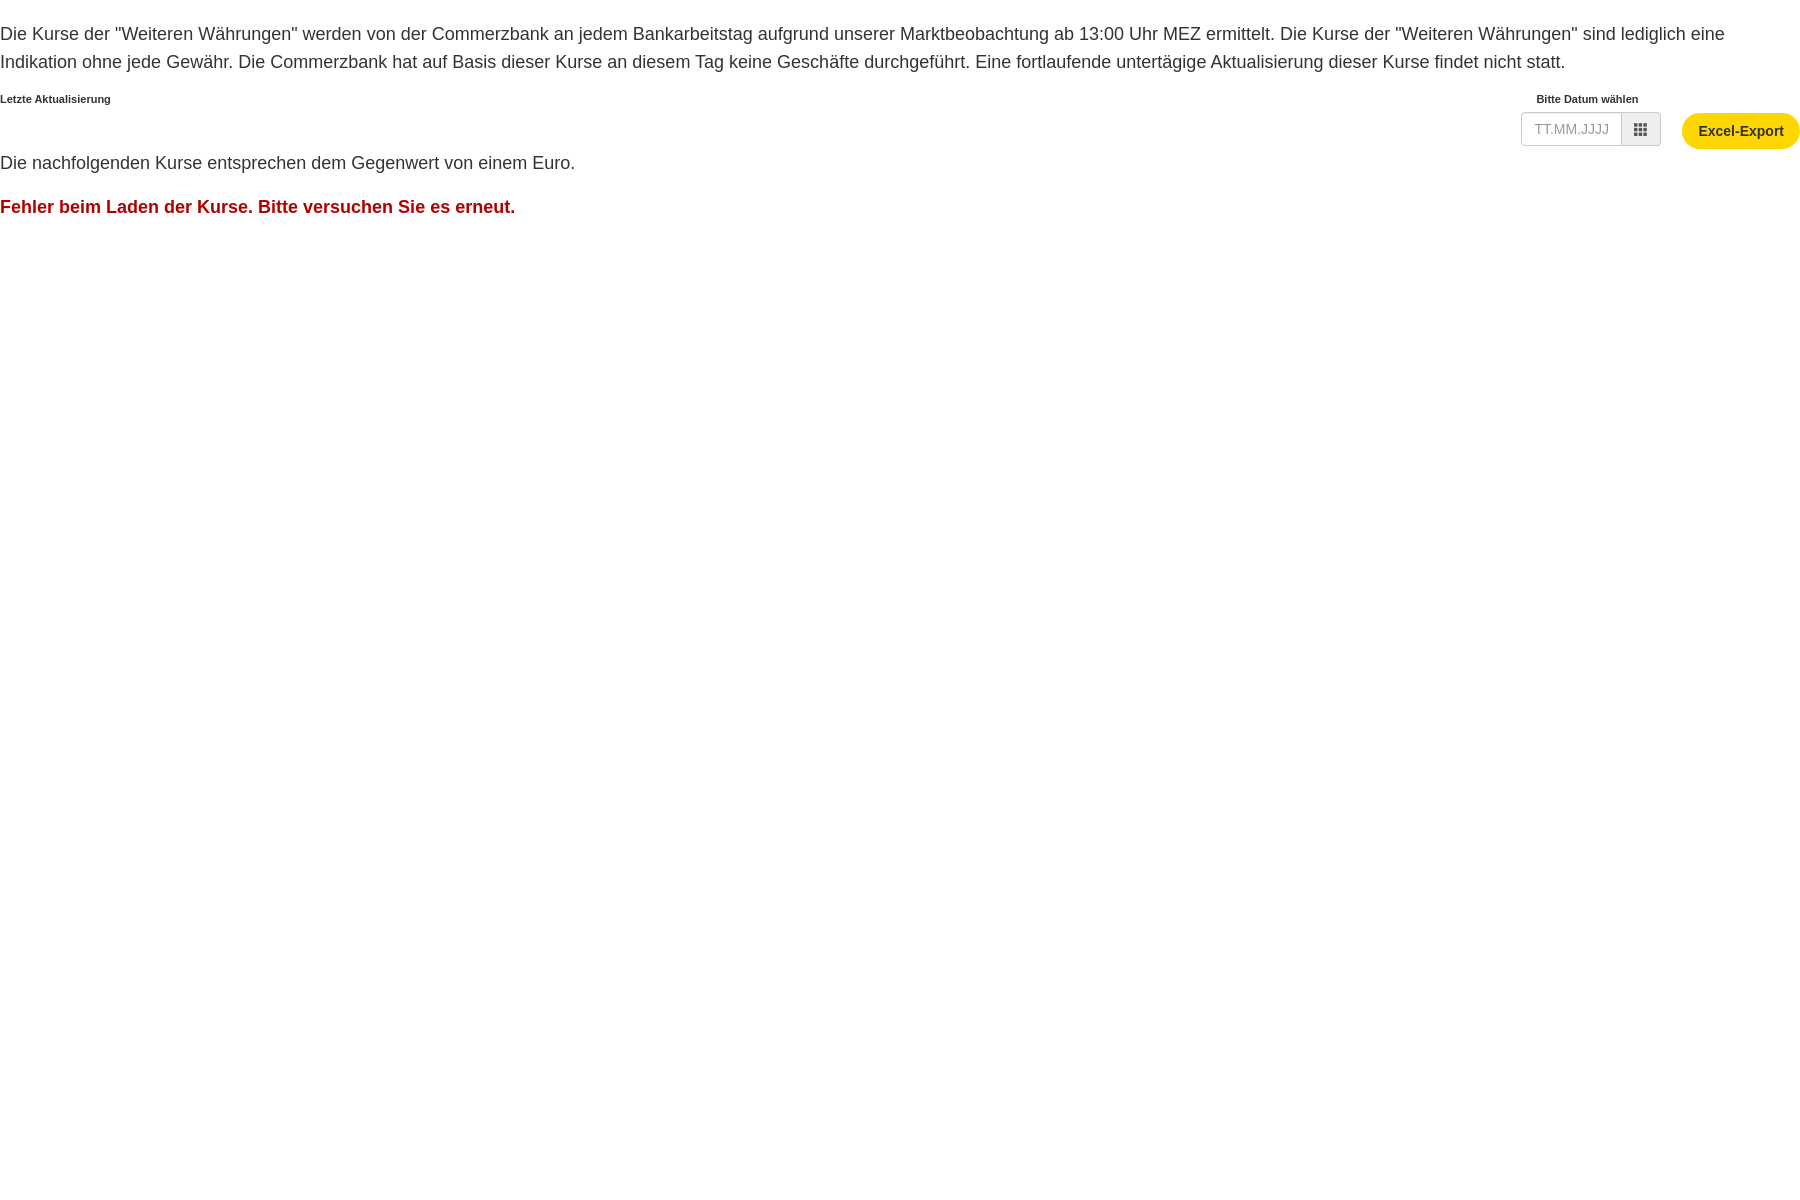 Die Kurse der "Weiteren Währungen" werden von der Commerzbank an jedem Bankarbeitstag aufgrund unserer Marktbeobachtung ab 13:00 Uhr MEZ ermittelt. Die Kurse der "Weiteren Währungen" sind lediglich eine
Indikation ohne jede Gewähr. Die Commerzbank hat auf Basis dieser Kurse an diesem Tag keine Geschäfte durchgeführt. Eine fortlaufende untertägige Aktualisierung dieser Kurse findet nicht statt.
Letzte Aktualisierung
Bitte Datum wählen
TT.MM.JJJJ
Excel-Export
Die nachfolgenden Kurse entsprechen dem Gegenwert von einem Euro.
Fehler beim Laden der Kurse. Bitte versuchen Sie es erneut.